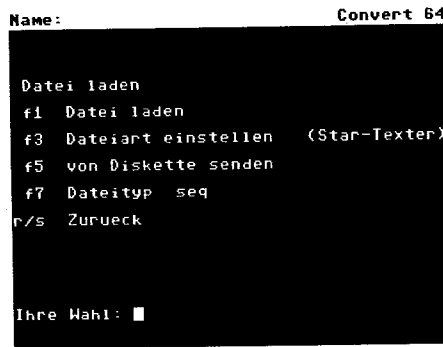 Name: Convert 64
Datei laden
f1 Datei laden
f3 Dateiart einstellen (Star-Texter)
f5 von Diskette senden
f7 Dateityp seq
r/s Zurueck
Ihre Wahl: